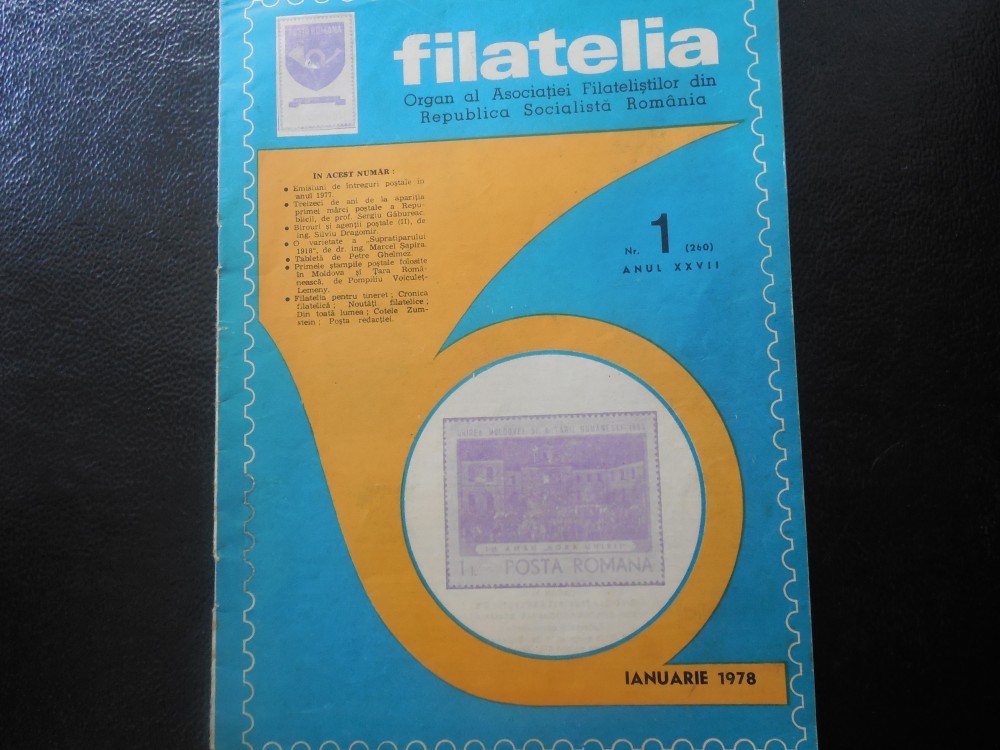 POSTA ROMANA
filatelia
Organ al Asociației Filateliștilor din
Republica Socialistă România
ÎN ACEST NUMĂR :
● Emisiuni de întreguri poștale în
anul 1977.
● Treizeci de ani de la apariția
primei mărci poștale a Repu-
blicii, de prof. Sergiu Găbureac.
● Birouri și agenții poștale (II), de
ing. Silviu Dragomir.
● O varietate a „Supratiparului
1918", de dr. ing. Marcel Șapira.
● Tabletă de Petre Ghelmez.
● Primele ștampile poștale folosite
în Moldova și Țara Româ-
nească, de Pompiliu Voiculeț-
Lemeny.
● Filatelia pentru tineret ; Cronica
filatelică ; Noutăți filatelice ;
Din toată lumea ; Cotele Zum-
stein ; Poșta redacției.
Nr. 1 (260)
ANUL XXVII
1 L POSTA ROMANA
IANUARIE 1978